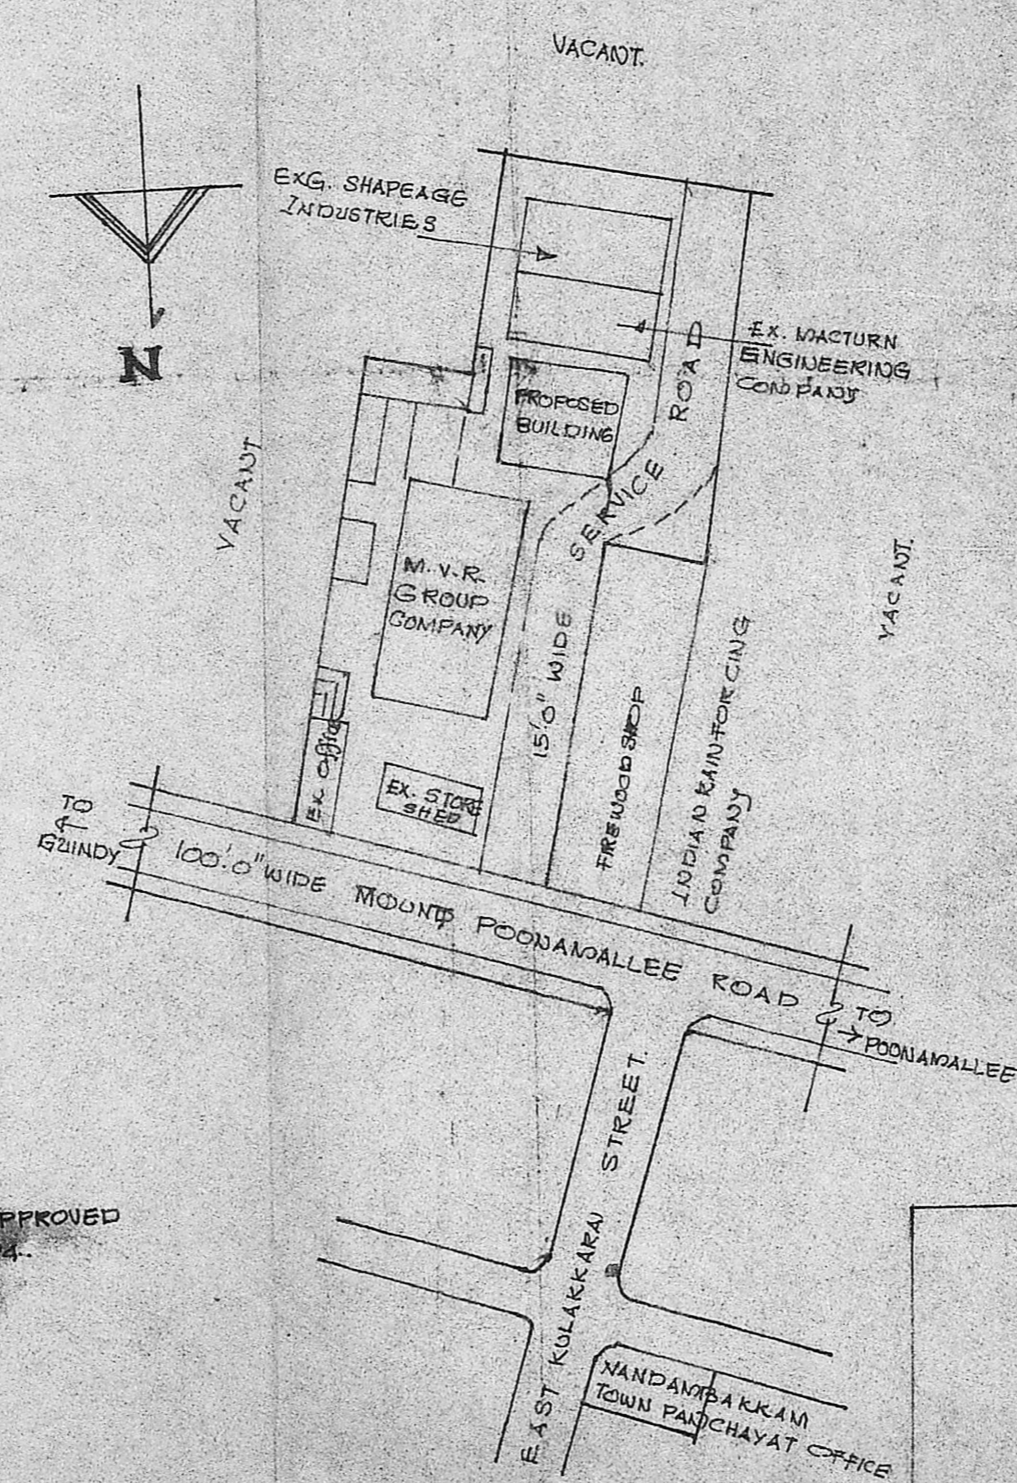 VACANT.
EXG. SHAPEAGE
INDUSTRIES
N
EX. MACTURN
ENGINEERING
COMPANY
PROPOSED
BUILDING
VACANT
15'.0" WIDE SERVICE ROAD
VACANT.
M.V.R.
GROUP
COMPANY
FIREWOOD SHOP
INDIAN RAINFORCING
COMPANY
EX. Office
EX. STORE
SHED
TO
GUINDY
100'.0" WIDE MOUNT POONAMALLEE ROAD
TO
POONAMALLEE
EAST KULAKKARAI STREET.
PPROVED
NANDAMBAKKAM
TOWN PANCHAYAT OFFICE